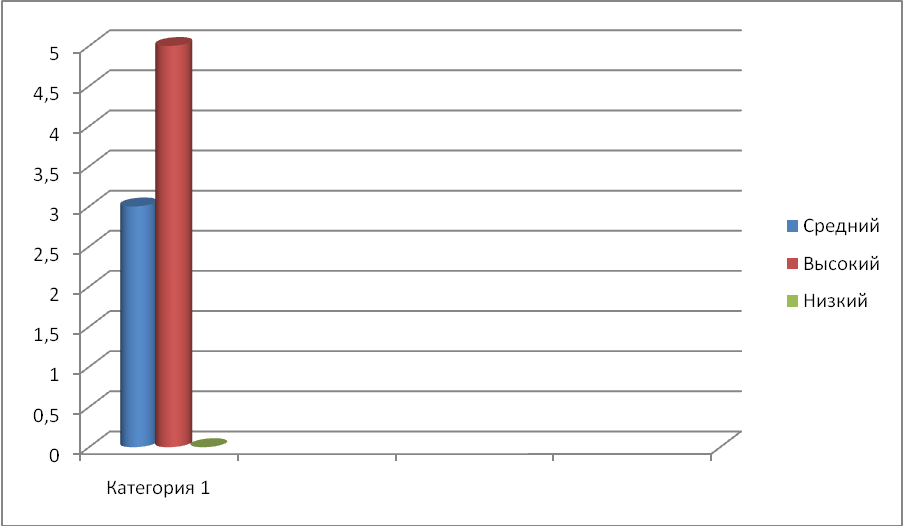 5
4,5
4
3,5
3
2,5
2
1,5
1
0,5
0
Категория 1
Средний
Высокий
Низкий